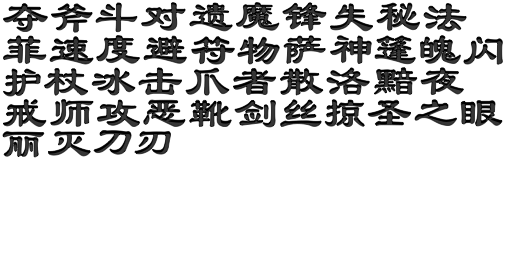 夺斧斗对遗魔锋失秘法
菲速度避符物萨神篷魄闪
护杖冰击爪者散洛黯夜
戒师攻恶靴剑丝掠圣之眼
丽灭刀刃